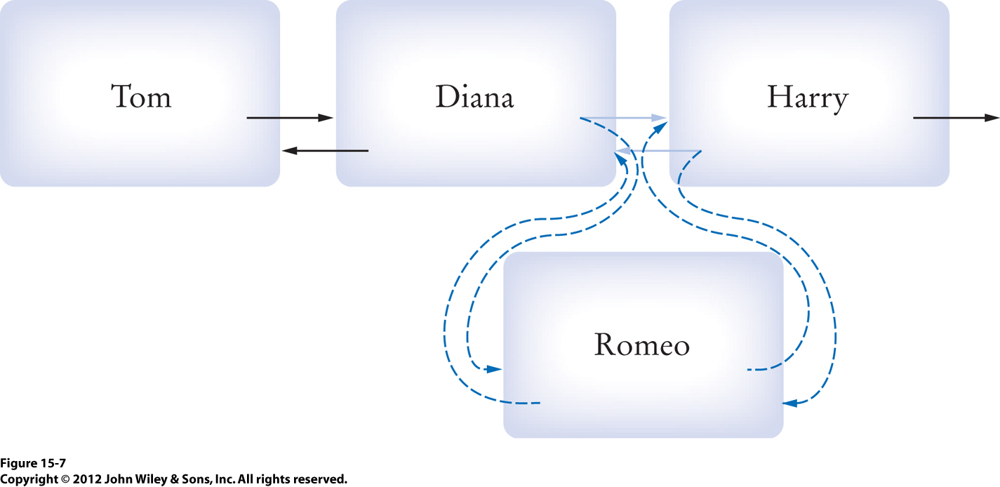 Tom
Diana
Harry
Romeo
Figure 15-7
Copyright © 2012 John Wiley & Sons, Inc. All rights reserved.